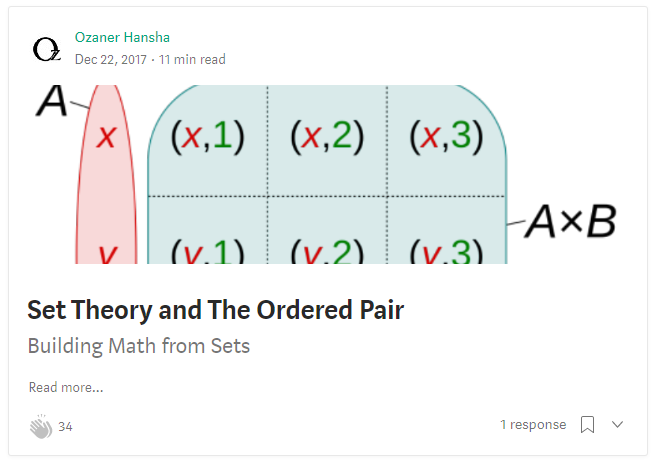 Oz
Ozaner Hansha
Dec 22, 2017 · 11 min read
A
x (x,1) (x,2) (x,3)
A×B
y (y,1) (y,2) (y,3)
Set Theory and The Ordered Pair
Building Math from Sets
Read more...
34 1 response